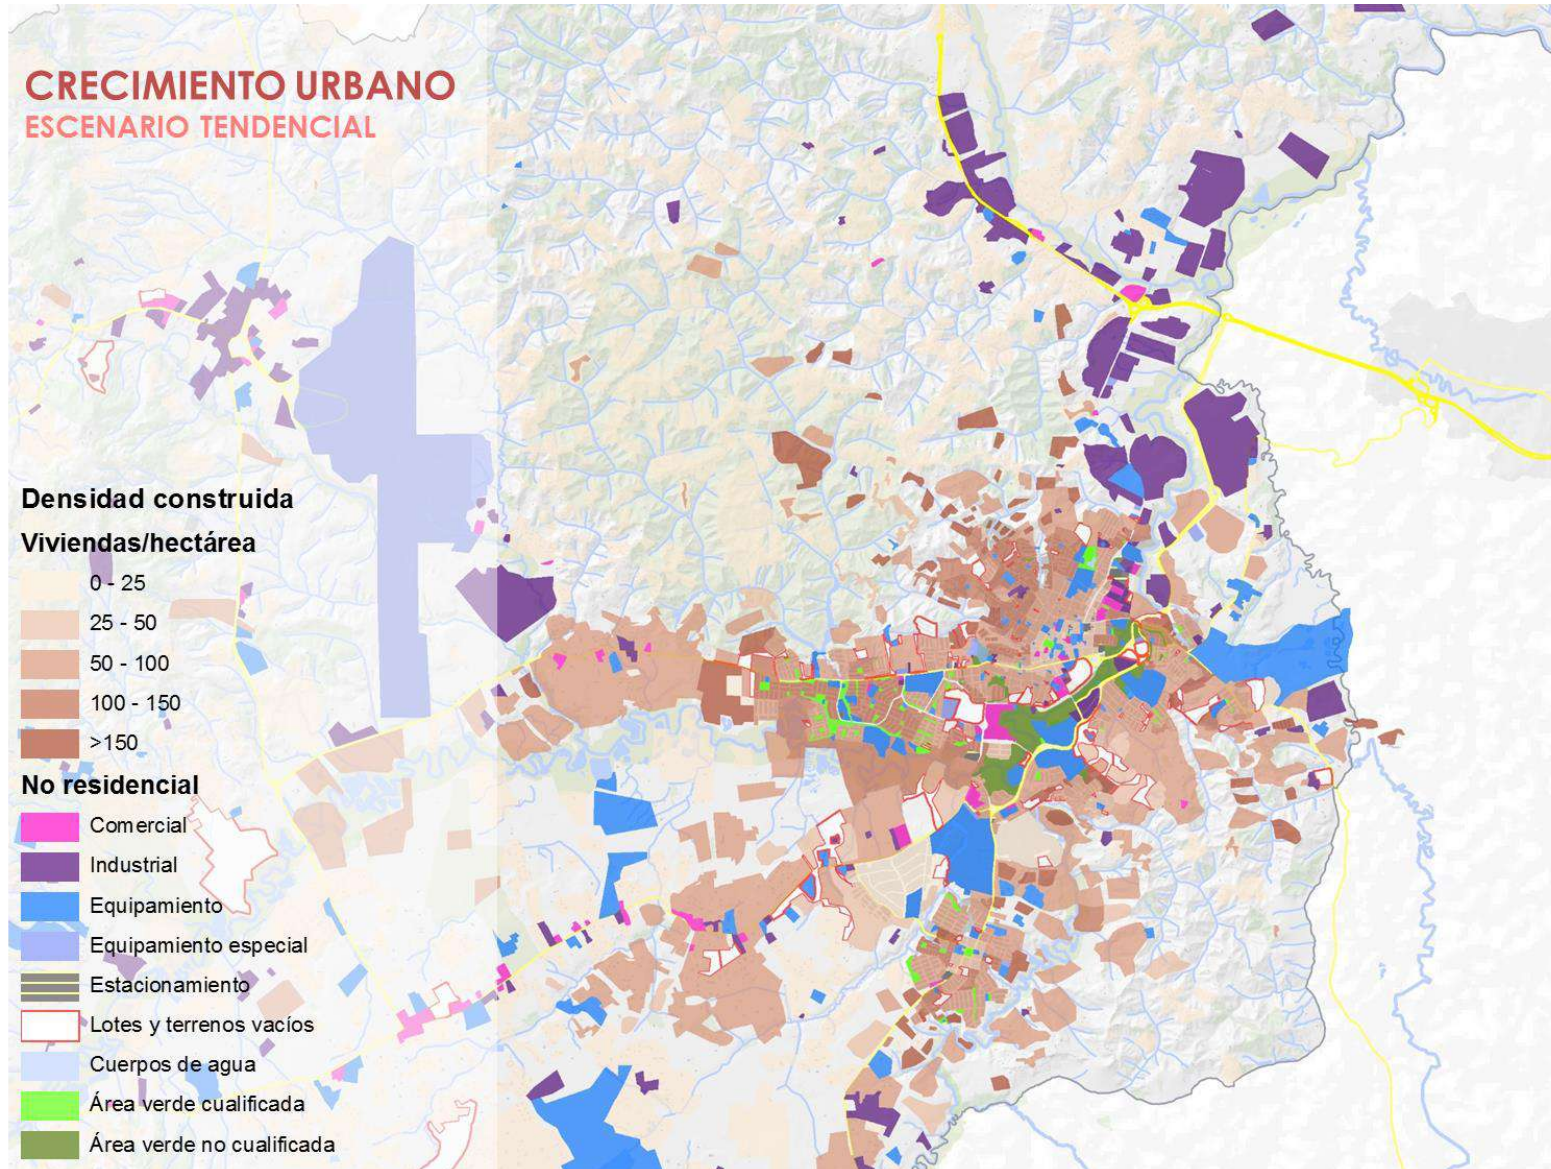 CRECIMIENTO URBANO
ESCENARIO TENDENCIAL
Densidad construida
Viviendas/hectárea
0 - 25
25 - 50
50 - 100
100 - 150
>150
No residencial
Comercial
Industrial
Equipamiento
Equipamiento especial
Estacionamiento
Lotes y terrenos vacíos
Cuerpos de agua
Área verde cualificada
Área verde no cualificada